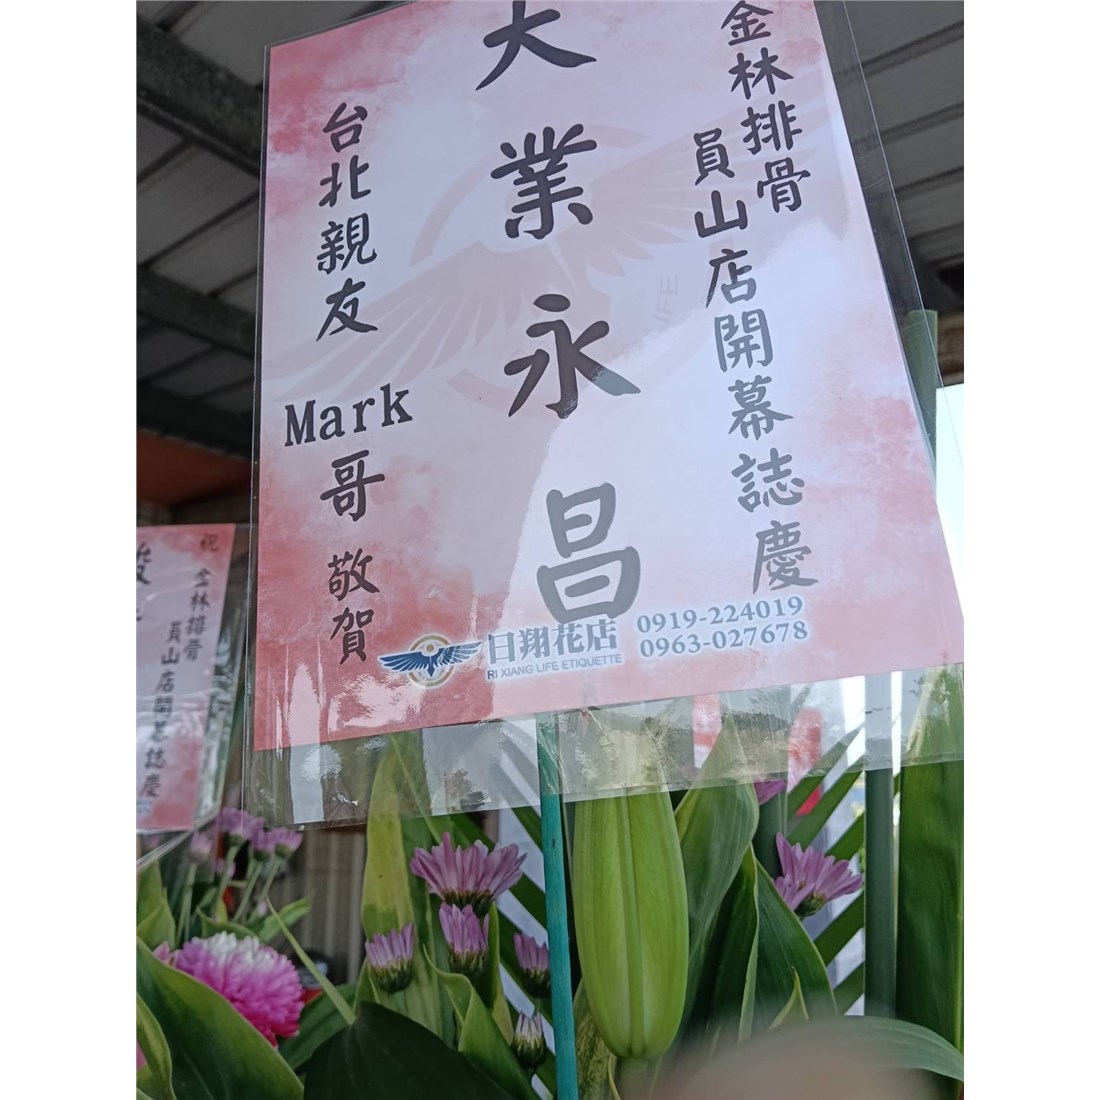 金林排骨
員山店開幕誌慶
大業永昌
台北親友
Mark哥 敬賀
日翔花店
RI XIANG LIFE ETIQUETTE
0919-224019
0963-027678
祝
金林排骨
員山店開幕誌慶
LIFE